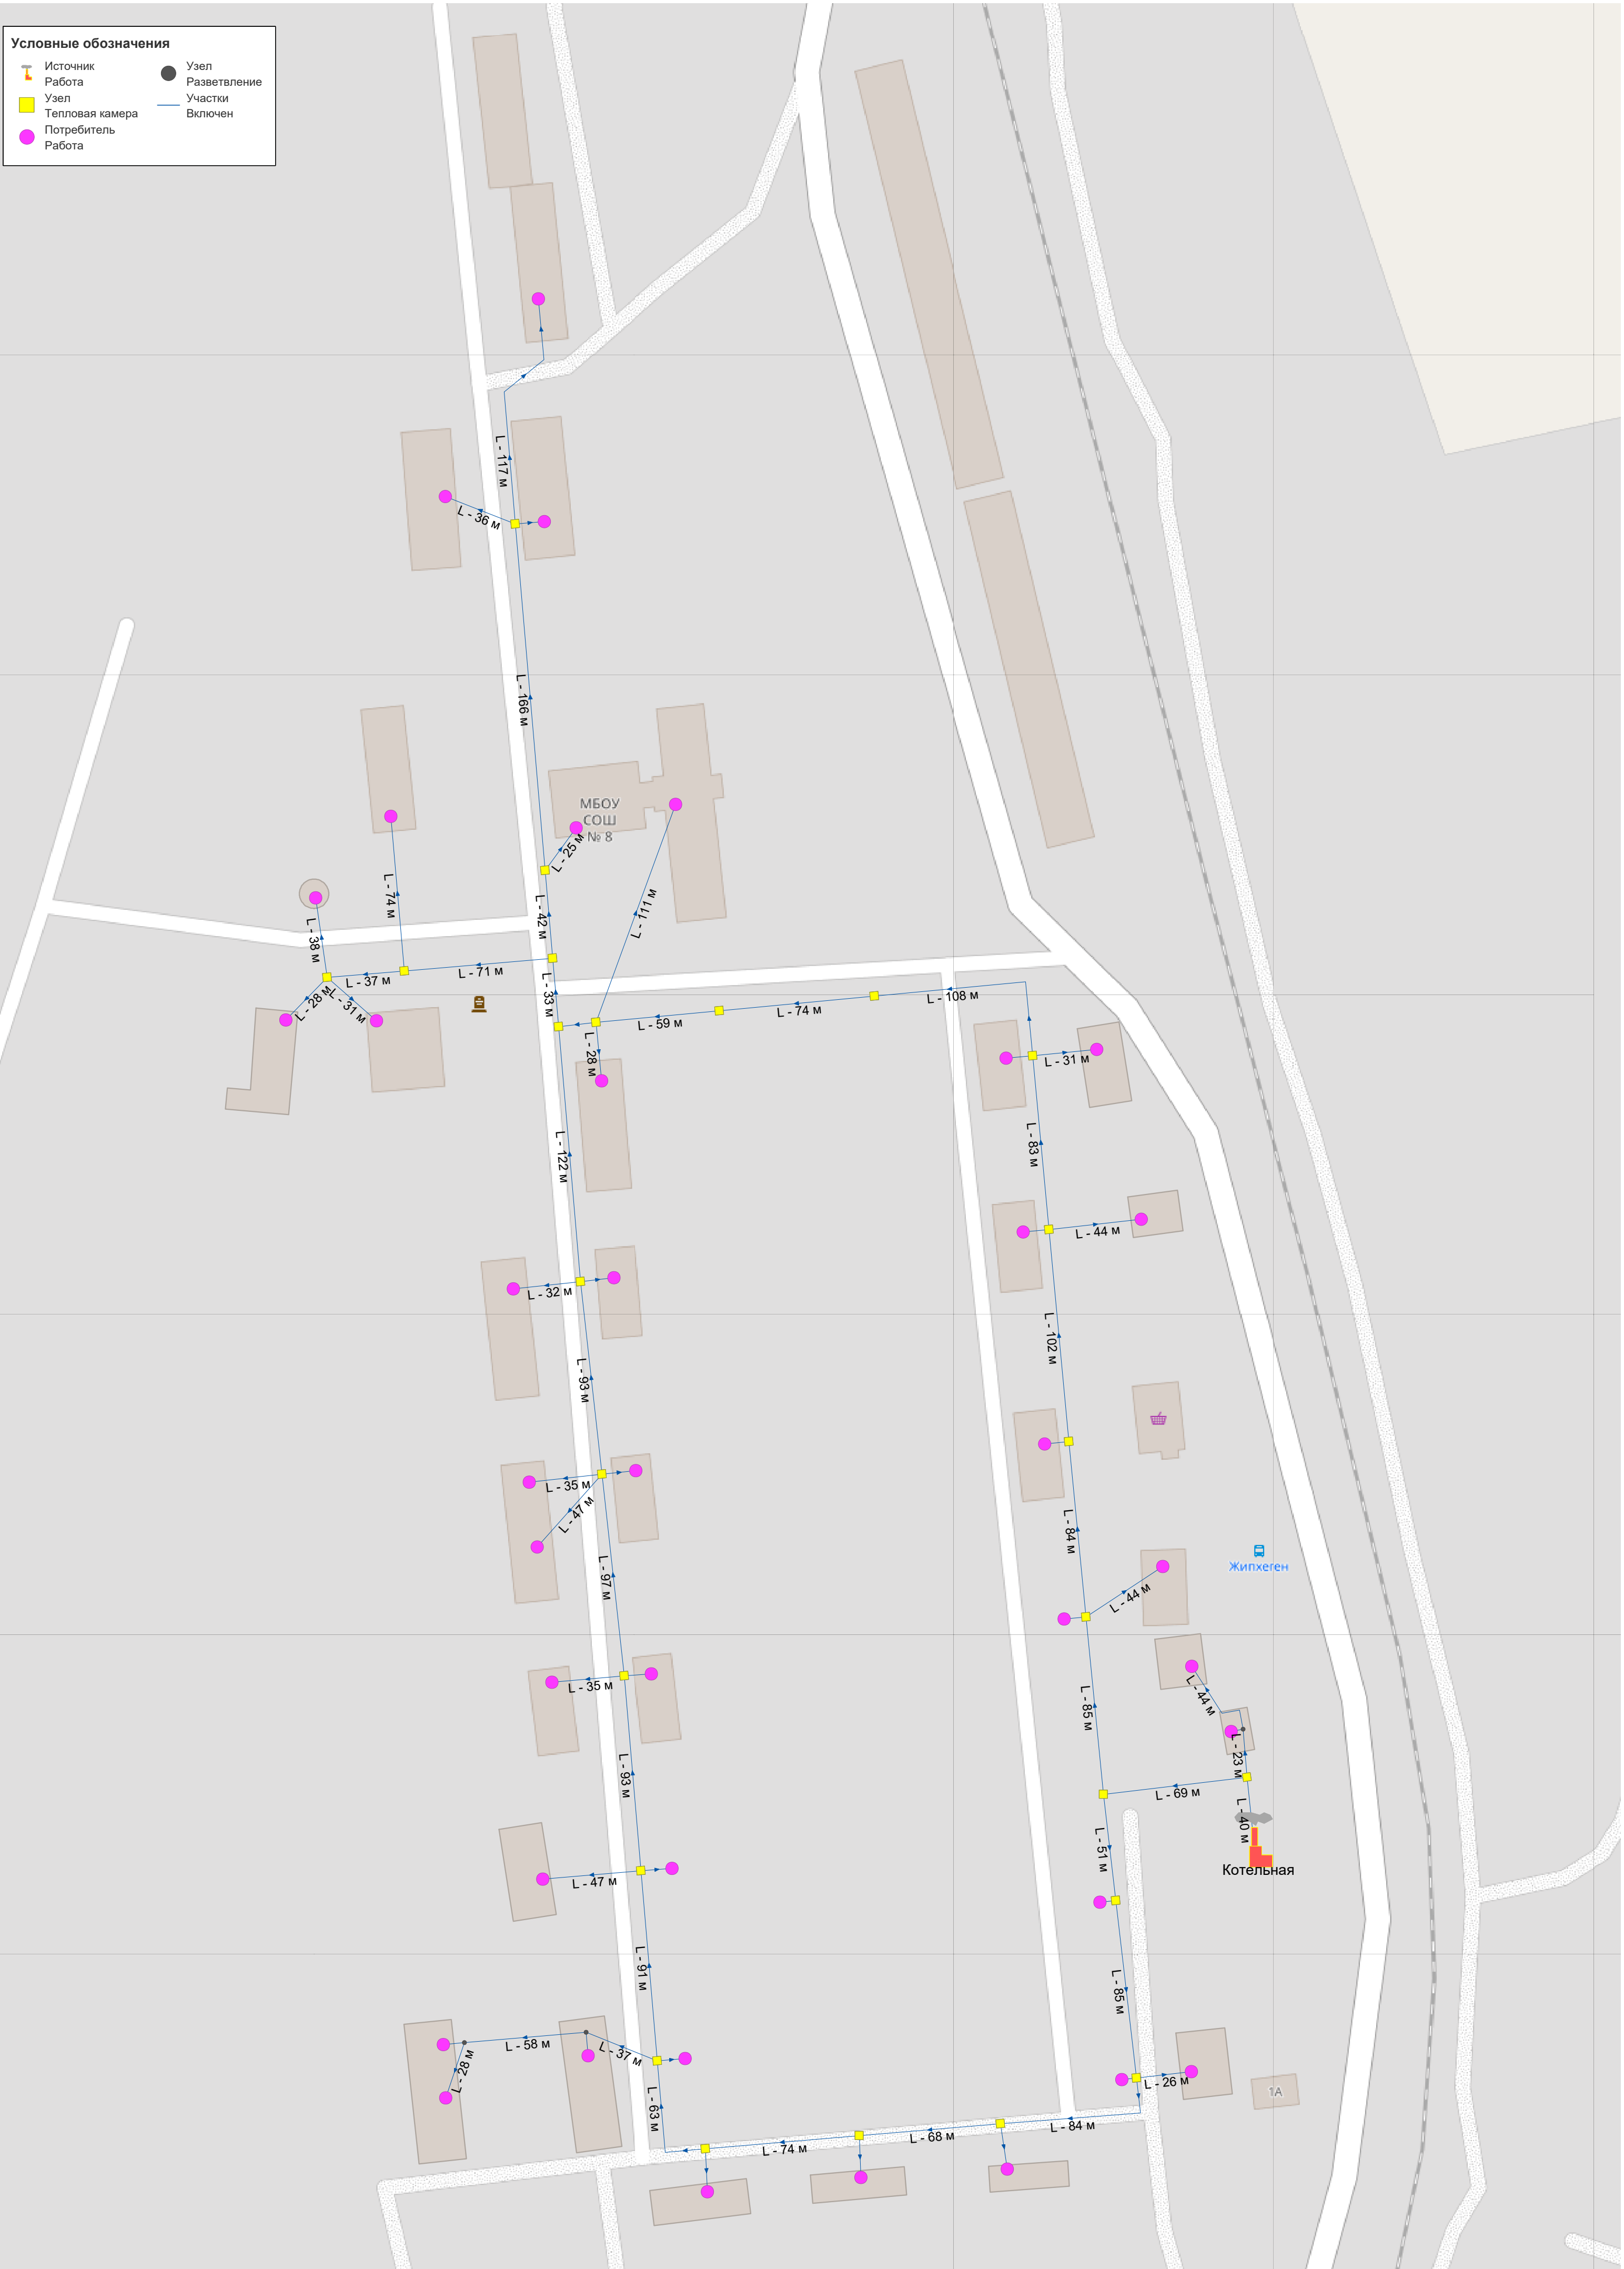 Условные обозначения
Источник
Работа
Узел
Разветвление
Узел
Тепловая камера
Участки
Включен
Потребитель
Работа
L - 117 м
L - 36 м
L - 166 м
МБОУ
СОШ
№ 8
L - 25 м
L - 74 м
L - 111 м
L - 42 м
L - 38 м
L - 71 м
L - 37 м
L - 33 м
L - 108 м
L - 28 м
L - 31 м
L - 74 м
L - 59 м
L - 28 м
L - 31 м
L - 83 м
L - 122 м
L - 44 м
L - 32 м
L - 102 м
L - 93 м
L - 35 м
L - 47 м
L - 84 м
Жипхеген
L - 97 м
L - 44 м
L - 35 м
L - 44 м
L - 85 м
L - 23 м
L - 93 м
L - 69 м
L - 40 м
L - 51 м
Котельная
L - 47 м
L - 91 м
L - 85 м
L - 58 м
L - 37 м
L - 28 м
L - 26 м
1А
L - 63 м
L - 84 м
L - 68 м
L - 74 м